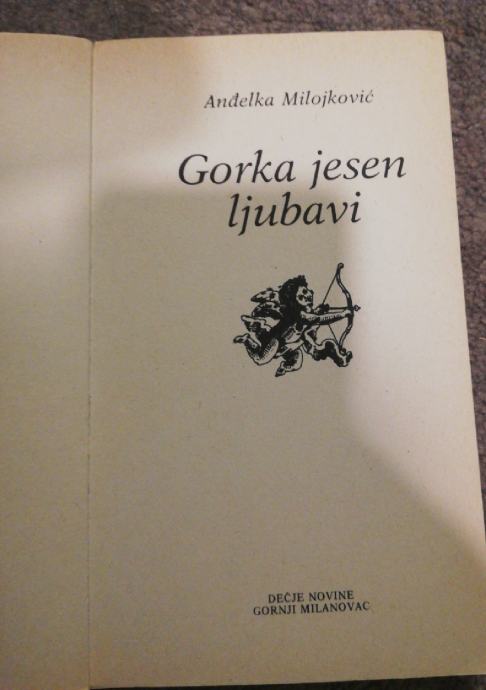 Anđelka Milojković
Gorka jesen
ljubavi
DEČJE NOVINE
GORNJI MILANOVAC